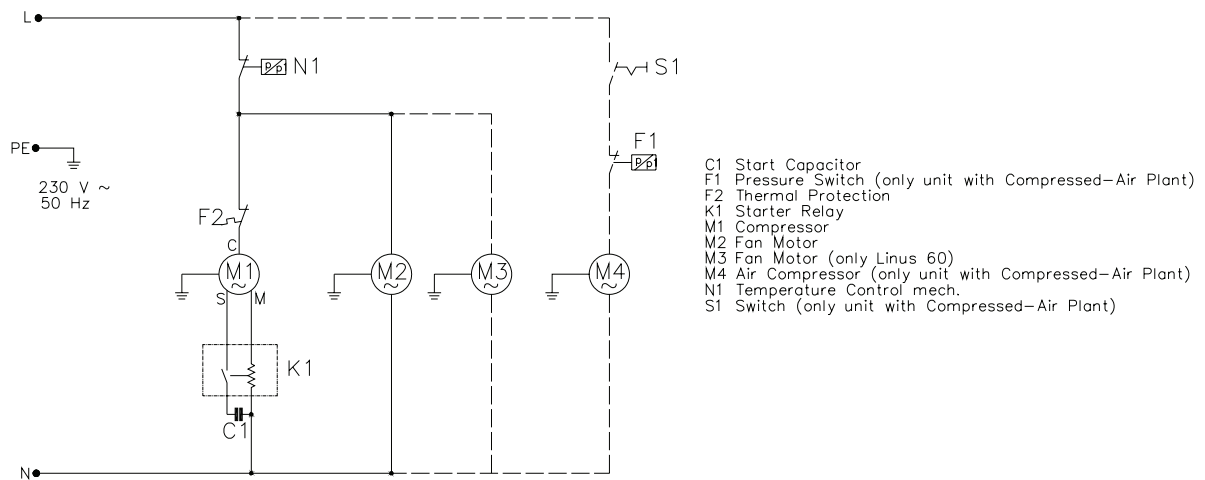 L
N1
P p1
S1
F1
P p1
PE
230 V ~
50 Hz
F2
C
M1
~
M2
~
M3
~
M4
~
S
M
K1
C1
N
C1 Start Capacitor
F1 Pressure Switch (only unit with Compressed-Air Plant)
F2 Thermal Protection
K1 Starter Relay
M1 Compressor
M2 Fan Motor
M3 Fan Motor (only Linus 60)
M4 Air Compressor (only unit with Compressed-Air Plant)
N1 Temperature Control mech.
S1 Switch (only unit with Compressed-Air Plant)